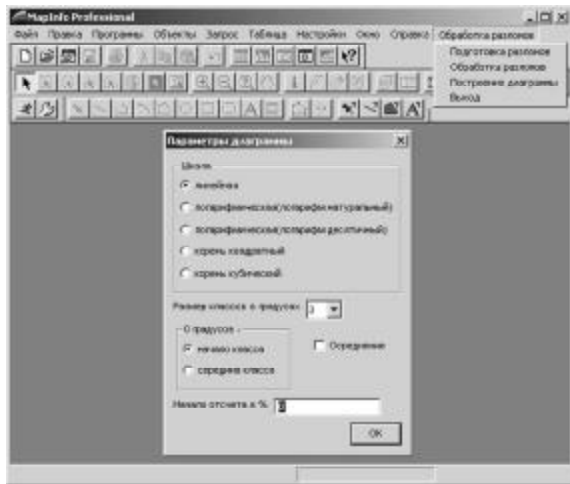 MapInfo Professional
Файл Правка Программы Объекты Запрос Таблица Настройки Окно Справка Обработка разломов
Подготовка разломов
Обработка разломов
Построение диаграммы
Выход
Параметры диаграммы
Шкала
линейная
логарифмическая(логарифм натуральный)
логарифмическая(логарифм десятичный)
корень квадратный
корень кубический
Размер классов в градусах
0 градусов -
начало класса
середина класса
Осреднение
Начало отсчета в %
OK